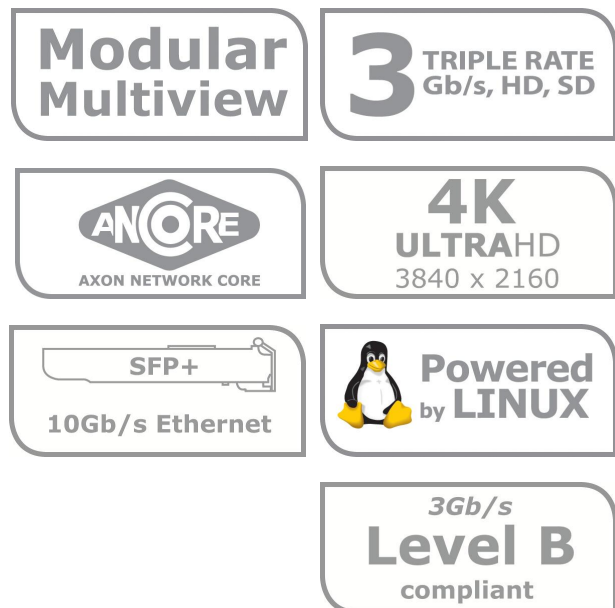 Modular
Multiview
3 TRIPLE RATE
Gb/s, HD, SD
ANCORE
AXON NETWORK CORE
4K
ULTRAHD
3840 x 2160
SFP+
10Gb/s Ethernet
Powered
by LINUX
3Gb/s
Level B
compliant